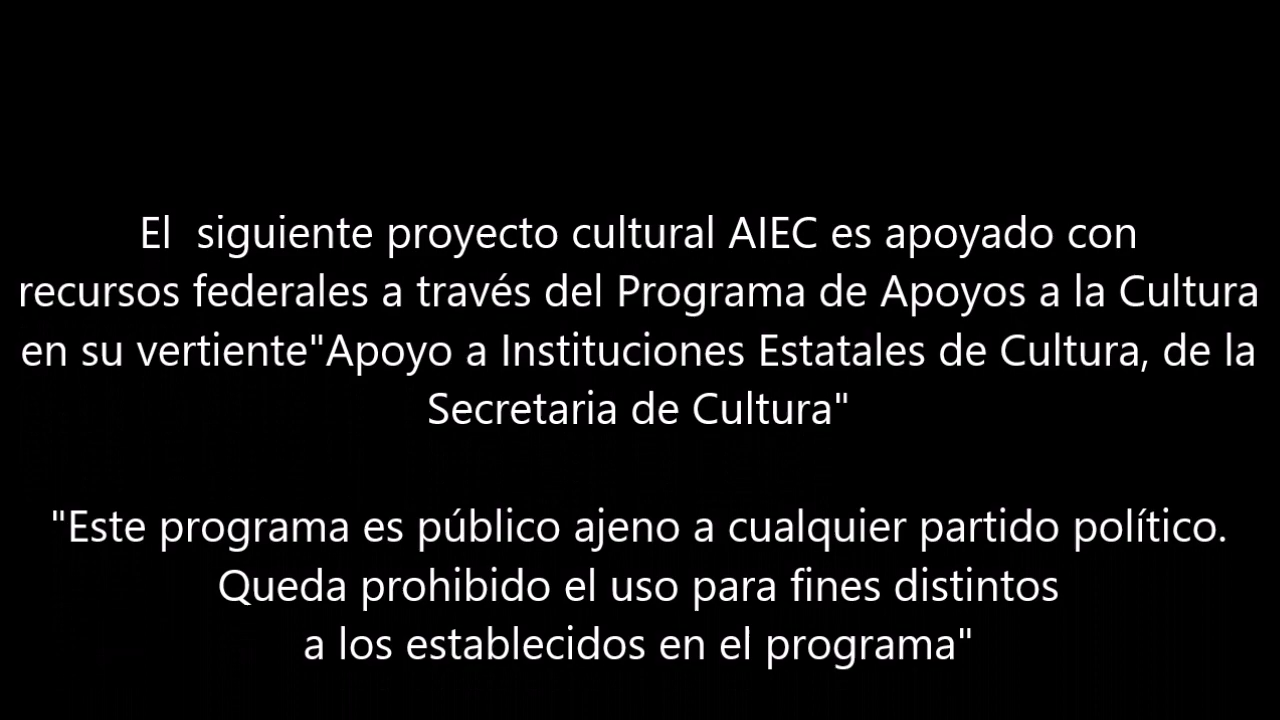 El  siguiente proyecto cultural AIEC es apoyado con
recursos federales a través del Programa de Apoyos a la Cultura
en su vertiente"Apoyo a Instituciones Estatales de Cultura, de la
Secretaria de Cultura"
"Este programa es público ajeno a cualquier partido político.
Queda prohibido el uso para fines distintos
a los establecidos en el programa"